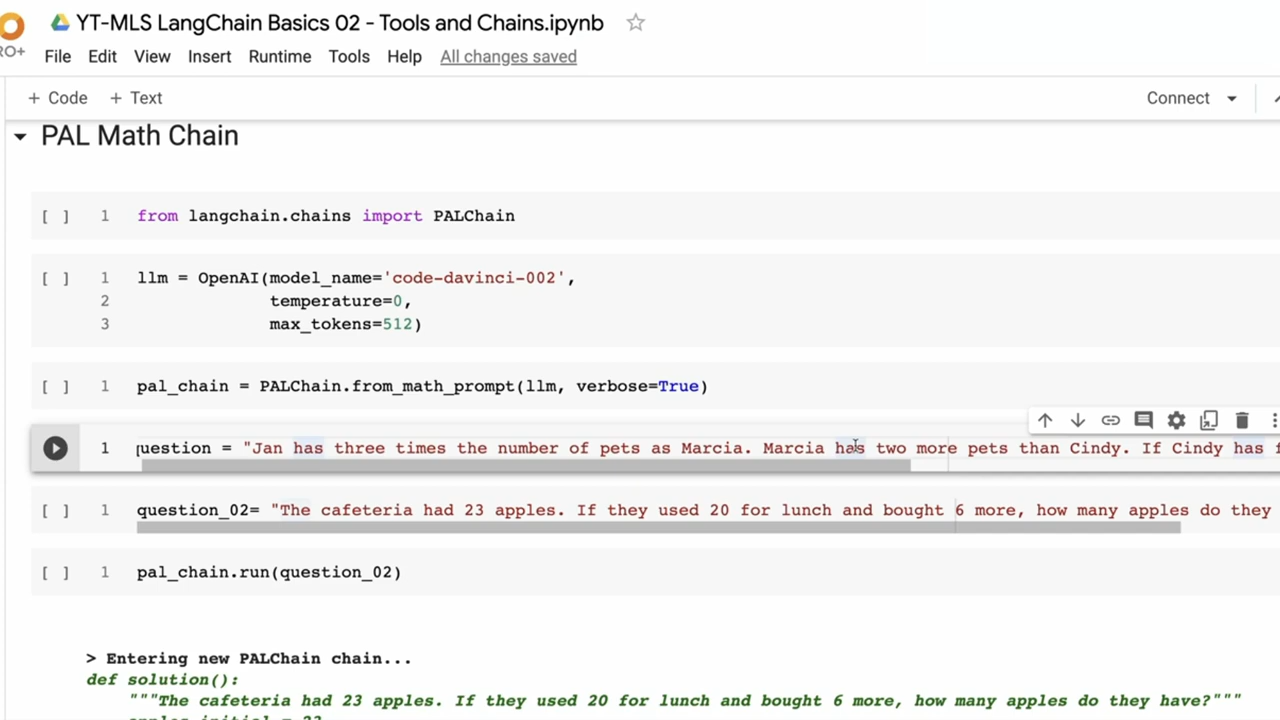 YT-MLS LangChain Basics 02 - Tools and Chains.ipynb
RO+
File Edit View Insert Runtime Tools Help All changes saved
+ Code + Text Connect
PAL Math Chain
[ ] 1 from langchain.chains import PALChain
[ ] 1 llm = OpenAI(model_name='code-davinci-002',
2 temperature=0,
3 max_tokens=512)
[ ] 1 pal_chain = PALChain.from_math_prompt(llm, verbose=True)
1 question = "Jan has three times the number of pets as Marcia. Marcia has two more pets than Cindy. If Cindy has f
[ ] 1 question_02= "The cafeteria had 23 apples. If they used 20 for lunch and bought 6 more, how many apples do they
[ ] 1 pal_chain.run(question_02)
> Entering new PALChain chain...
def solution():
"""The cafeteria had 23 apples. If they used 20 for lunch and bought 6 more, how many apples do they have?"""
apples_initial = 23